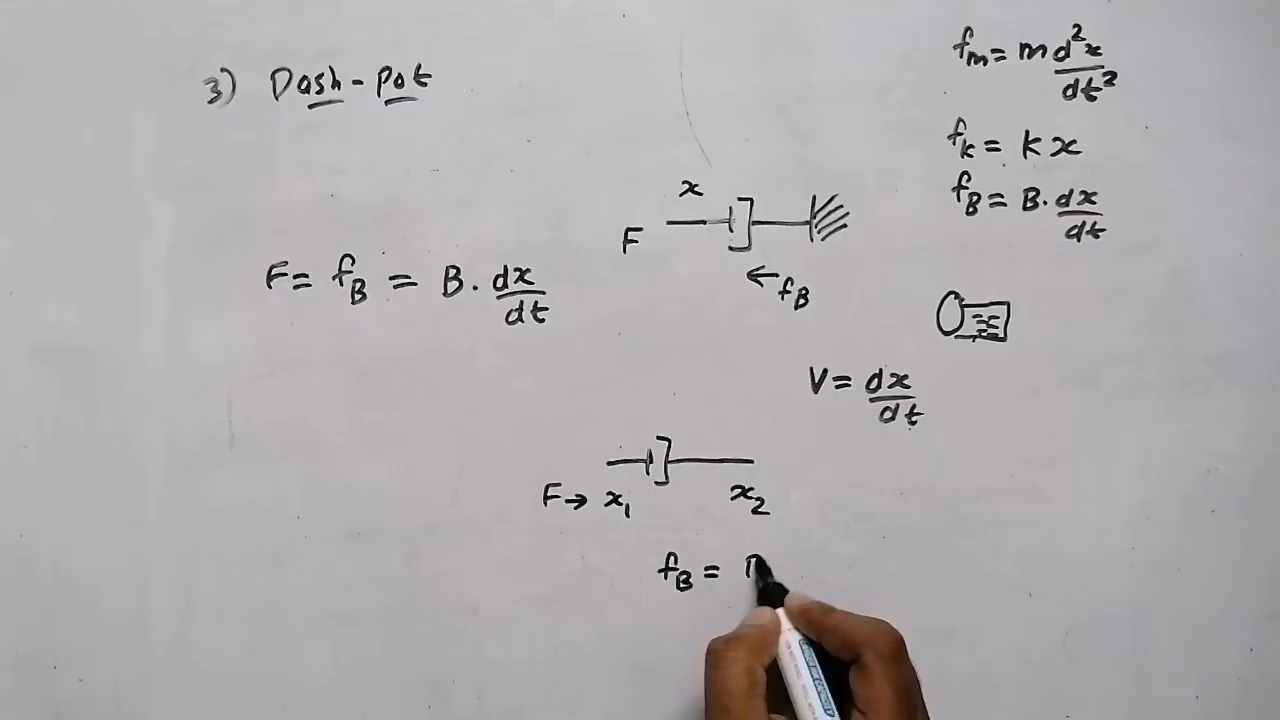 3) Dash-pot
fm = m d²x/dt²
fk = k x
fB = B. dx/dt
x
F
← fB
F = fB = B. dx/dt
V = dx/dt
F → x₁ x₂
fB =